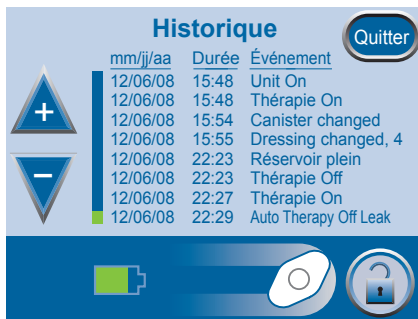 Historique
Quitter
mm/jj/aa Durée Événement
12/06/08 15:48 Unit On
12/06/08 15:48 Thérapie On
12/06/08 15:54 Canister changed
12/06/08 15:55 Dressing changed, 4
12/06/08 22:23 Réservoir plein
12/06/08 22:23 Thérapie Off
12/06/08 22:27 Thérapie On
12/06/08 22:29 Auto Therapy Off Leak